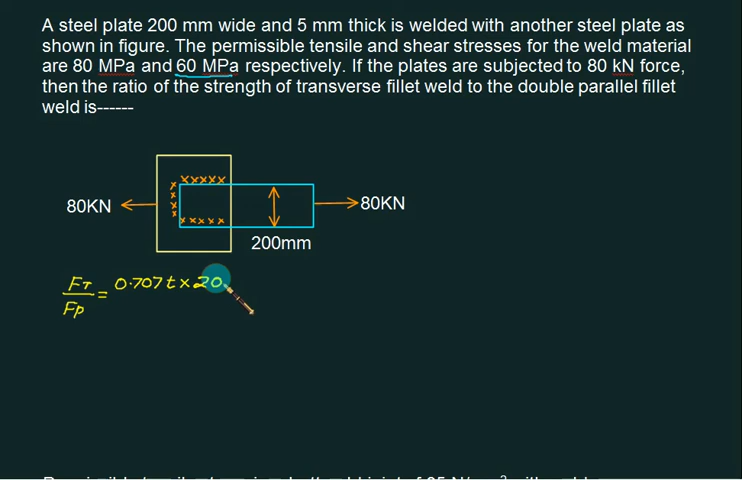 A steel plate 200 mm wide and 5 mm thick is welded with another steel plate as
shown in figure. The permissible tensile and shear stresses for the weld material
are 80 MPa and 60 MPa respectively. If the plates are subjected to 80 kN force,
then the ratio of the strength of transverse fillet weld to the double parallel fillet
weld is------
80KN
80KN
200mm
FT
= 0.707 t × 20
Fp